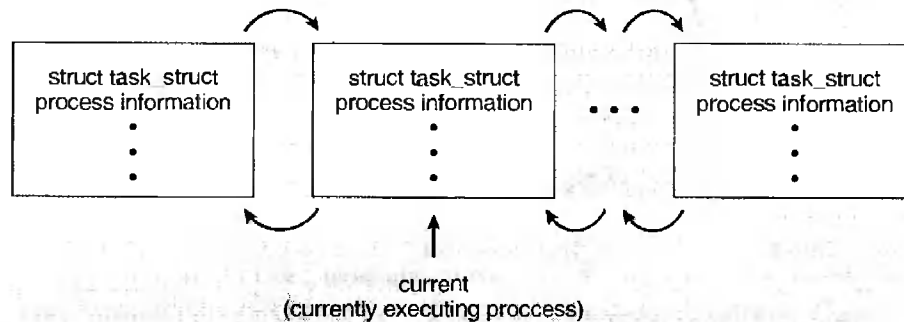 struct task_struct
process information
struct task_struct
process information
struct task_struct
process information
current
(currently executing proccess)